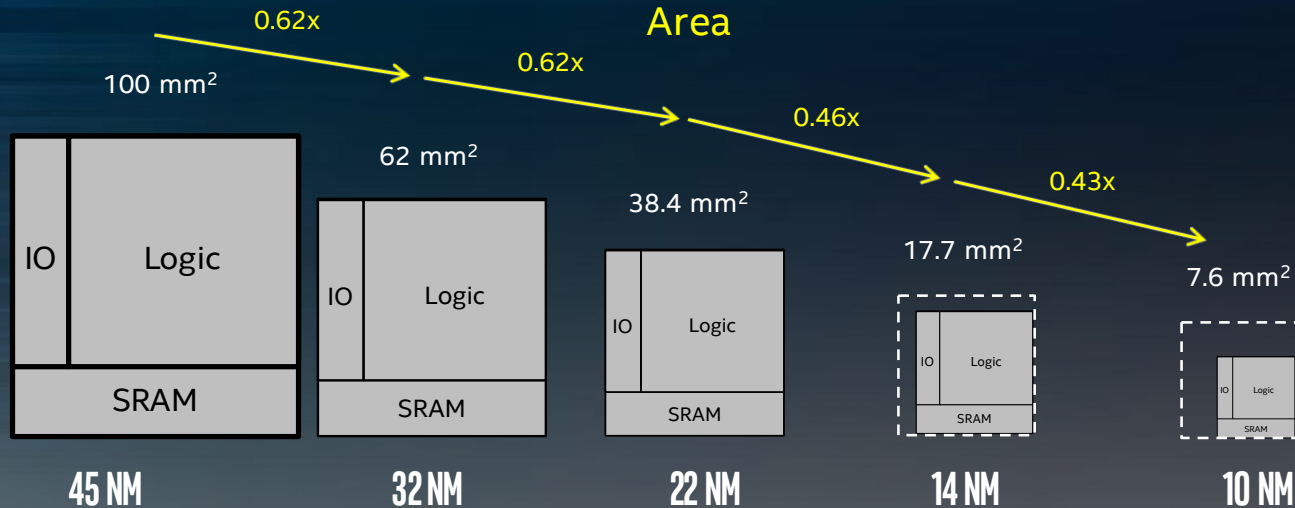 Area
0.62x
0.62x
0.46x
0.43x
100 mm²
62 mm²
38.4 mm²
17.7 mm²
7.6 mm²
IO
Logic
SRAM
IO
Logic
SRAM
IO
Logic
SRAM
IO
Logic
SRAM
IO
Logic
SRAM
45 NM
32 NM
22 NM
14 NM
10 NM